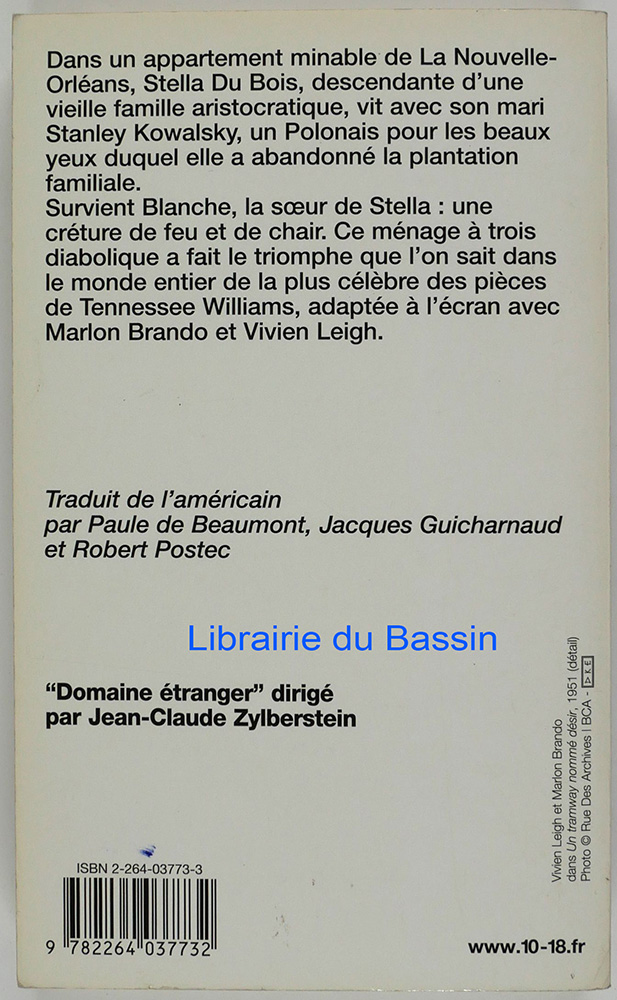 Dans un appartement minable de La Nouvelle-
Orléans, Stella Du Bois, descendante d'une
vieille famille aristocratique, vit avec son mari
Stanley Kowalsky, un Polonais pour les beaux
yeux duquel elle a abandonné la plantation
familiale.
Survient Blanche, la sœur de Stella : une
créture de feu et de chair. Ce ménage à trois
diabolique a fait le triomphe que l'on sait dans
le monde entier de la plus célèbre des pièces
de Tennessee Williams, adaptée à l'écran avec
Marlon Brando et Vivien Leigh.
Traduit de l'américain
par Paule de Beaumont, Jacques Guicharnaud
et Robert Postec
Librairie du Bassin
“Domaine étranger” dirigé
par Jean-Claude Zylberstein
Vivien Leigh et Marlon Brando
dans Un tramway nommé désir, 1951 (détail)
Photo © Rue Des Archives | BCA - DKE
ISBN 2-264-03773-3
9 782264 037732
www.10-18.fr